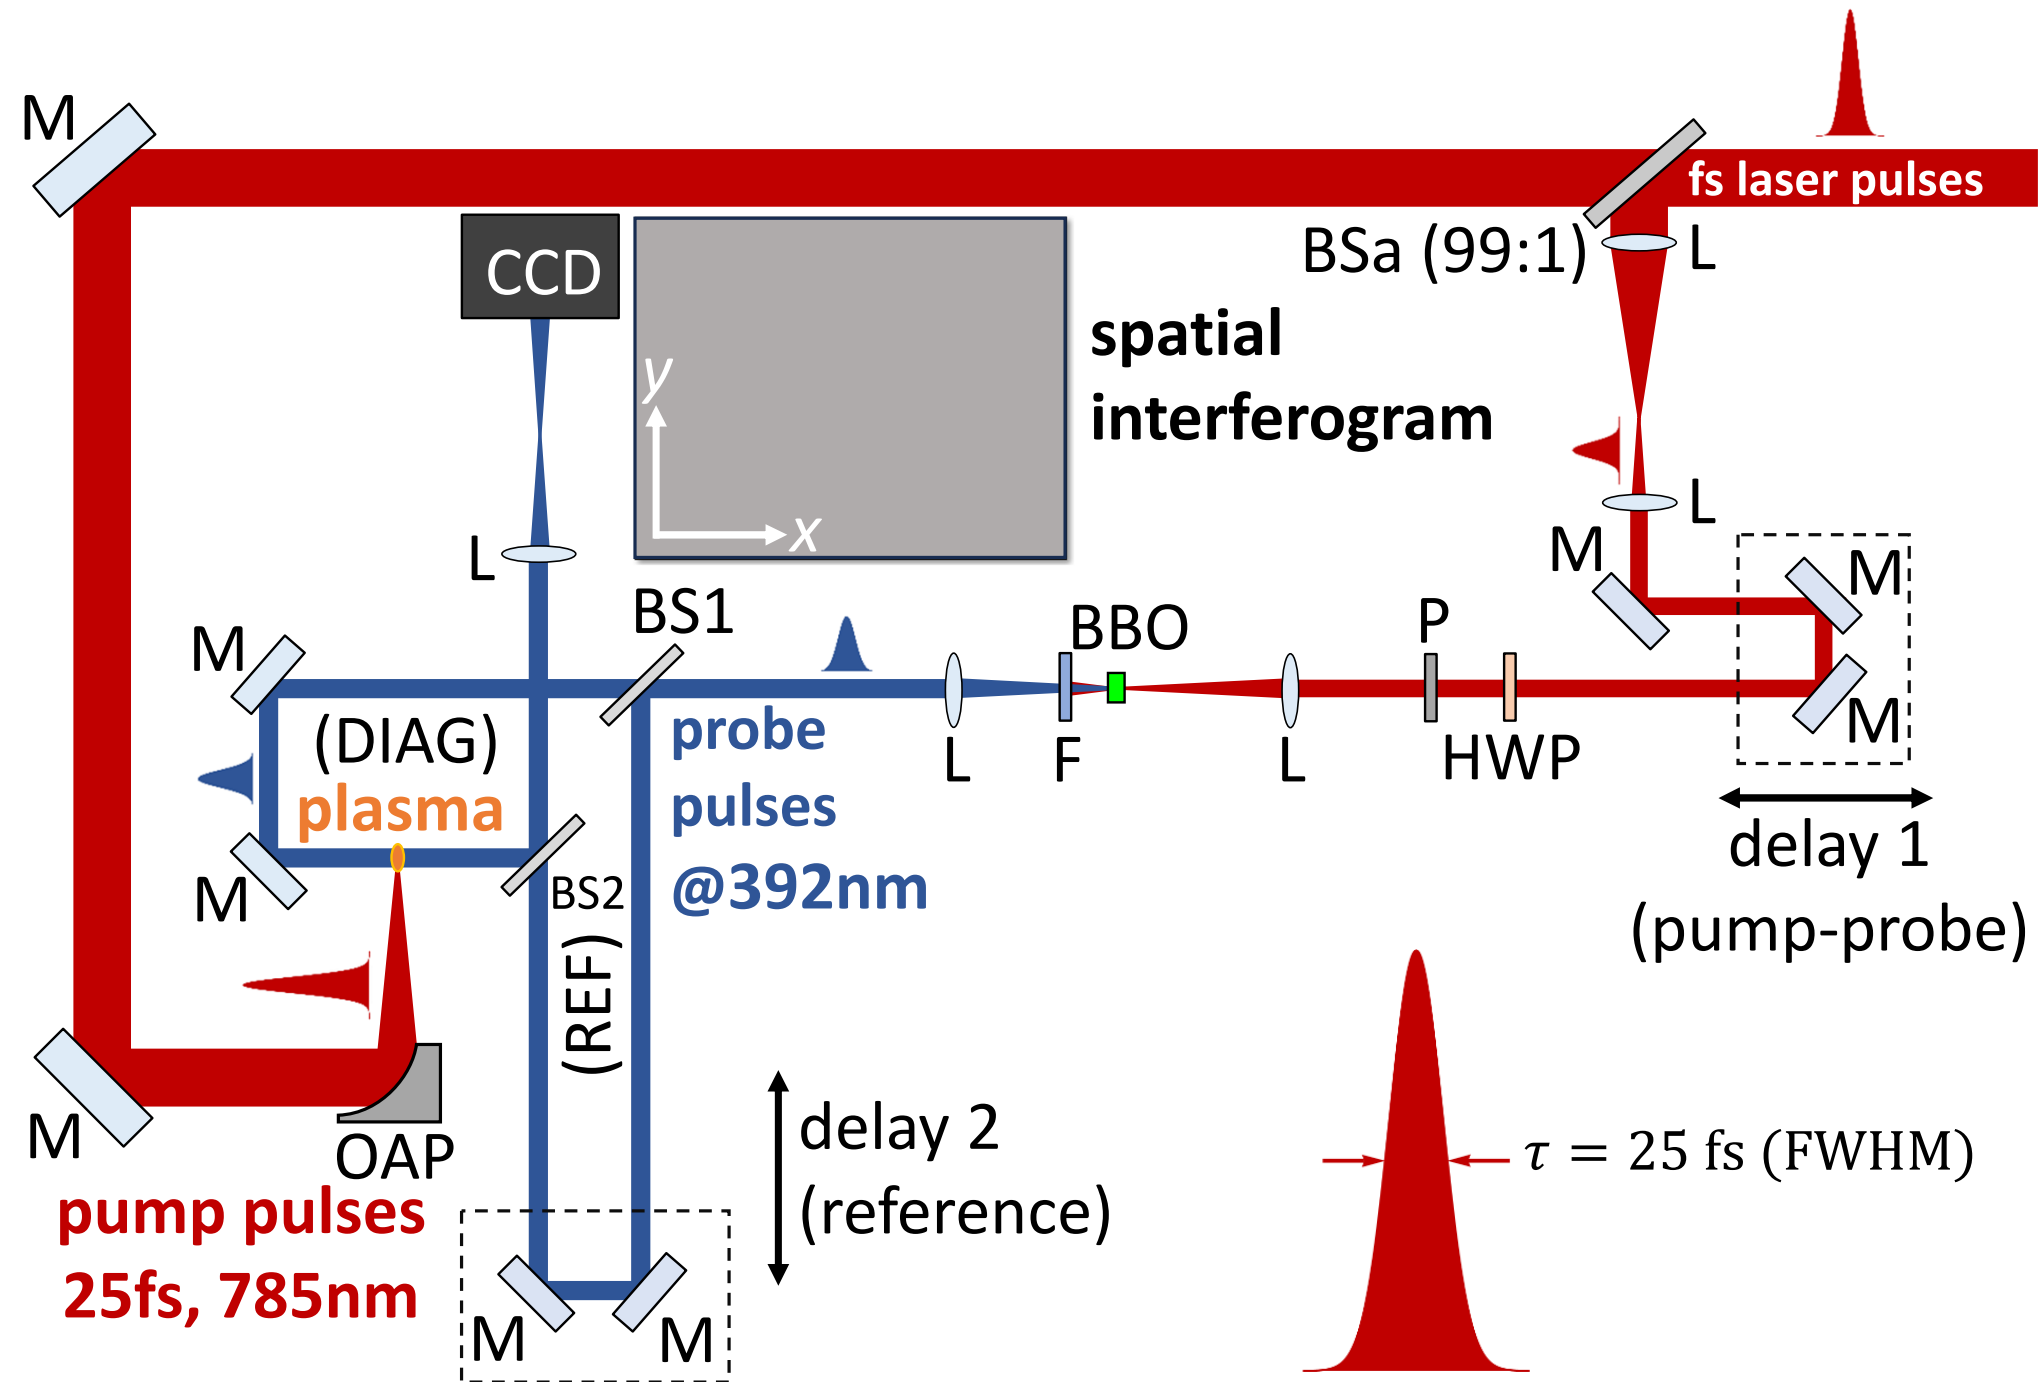 M
fs laser pulses
CCD
BSa (99:1)
L
spatial
interferogram
y
x
L
L
M
M
BS1
M
BBO
P
M
(DIAG)
plasma
probe
pulses
@392nm
L
F
L
HWP
M
BS2
delay 1
(pump-probe)
(REF)
M
OAP
delay 2
(reference)
τ = 25 fs (FWHM)
pump pulses
25fs, 785nm
M
M